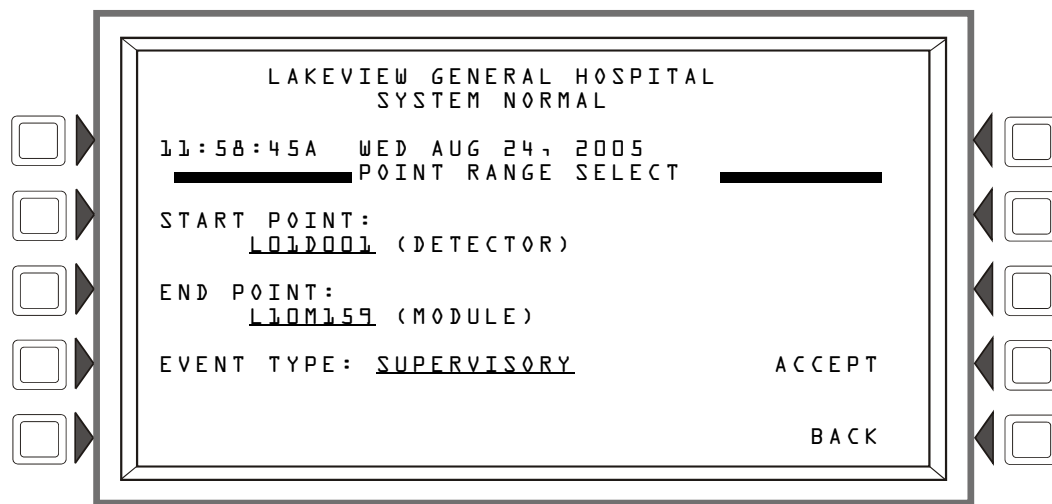 LAKEVIEW GENERAL HOSPITAL
SYSTEM NORMAL
11:58:45A WED AUG 24, 2005
POINT RANGE SELECT
START POINT:
L01D001 (DETECTOR)
END POINT:
L10M159 (MODULE)
EVENT TYPE: SUPERVISORY ACCEPT
BACK